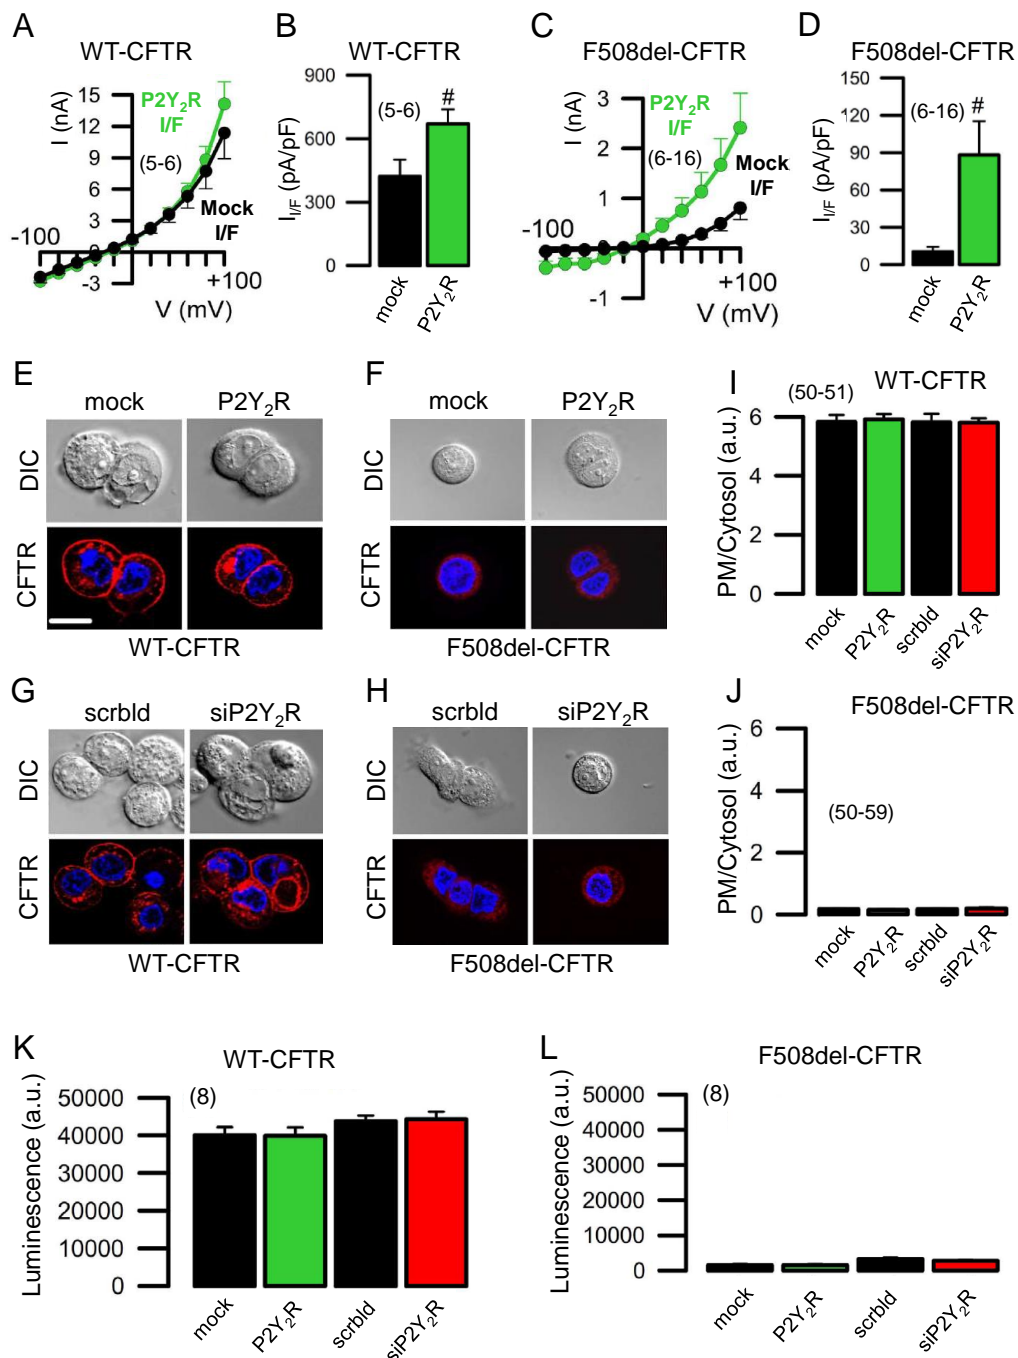 A
WT-CFTR
I (nA)
15
12
9
6
3
0
-3
P2Y₂R
I/F
(5-6)
Mock
I/F
-100
+100
V (mV)
B
WT-CFTR
I_I/F (pA/pF)
900
600
300
0
(5-6)
#
mock
P2Y₂R
C
F508del-CFTR
I (nA)
3
2
1
-1
P2Y₂R
I/F
(6-16)
Mock
I/F
-100
+100
V (mV)
D
F508del-CFTR
I_I/F (pA/pF)
150
120
90
60
30
0
(6-16)
#
mock
P2Y₂R
E
mock
P2Y₂R
DIC
CFTR
WT-CFTR
F
mock
P2Y₂R
DIC
CFTR
F508del-CFTR
G
scrbld
siP2Y₂R
DIC
CFTR
WT-CFTR
H
scrbld
siP2Y₂R
DIC
CFTR
F508del-CFTR
I
WT-CFTR
(50-51)
PM/Cytosol (a.u.)
6
4
2
0
mock
P2Y₂R
scrbld
siP2Y₂R
J
F508del-CFTR
PM/Cytosol (a.u.)
6
4
2
0
(50-59)
mock
P2Y₂R
scrbld
siP2Y₂R
K
WT-CFTR
Luminescence (a.u.)
50000
40000
30000
20000
10000
0
(8)
mock
P2Y₂R
scrbld
siP2Y₂R
L
F508del-CFTR
Luminescence (a.u.)
50000
40000
30000
20000
10000
0
(8)
mock
P2Y₂R
scrbld
siP2Y₂R